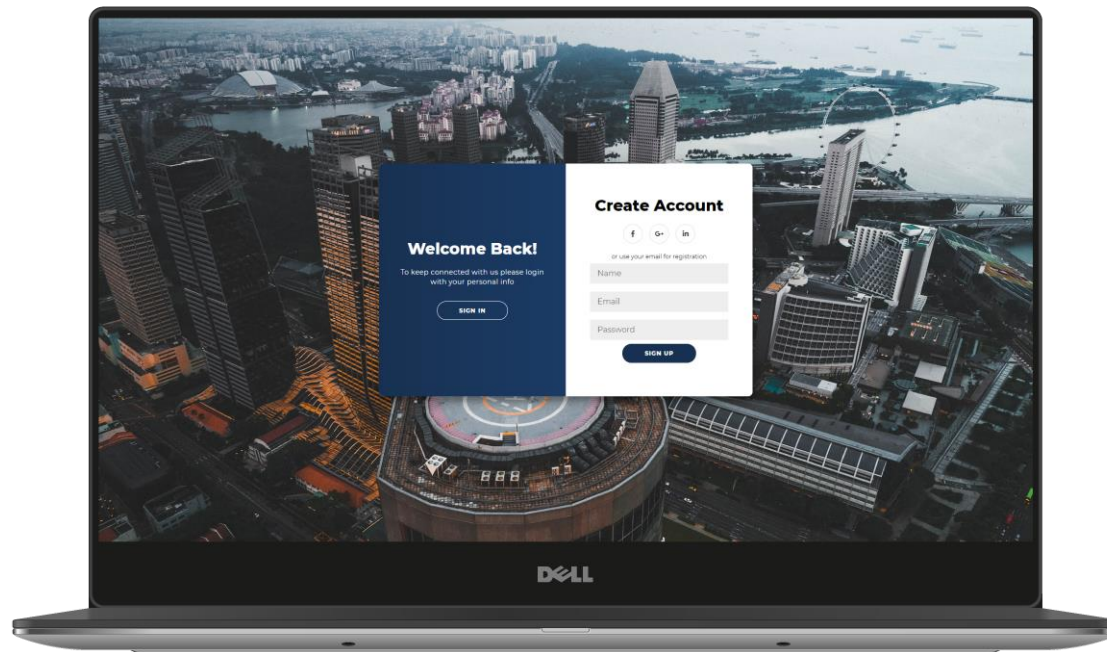 Welcome Back!
To keep connected with us please login
with your personal info
SIGN IN
Create Account
f G+ in
or use your email for registration
Name
Email
Password
SIGN UP
DELL